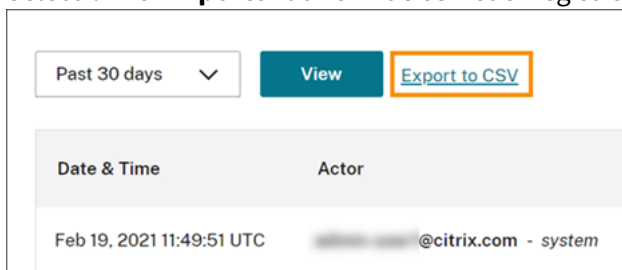 Past 30 days View Export to CSV
Date & Time Actor
Feb 19, 2021 11:49:51 UTC @citrix.com - system